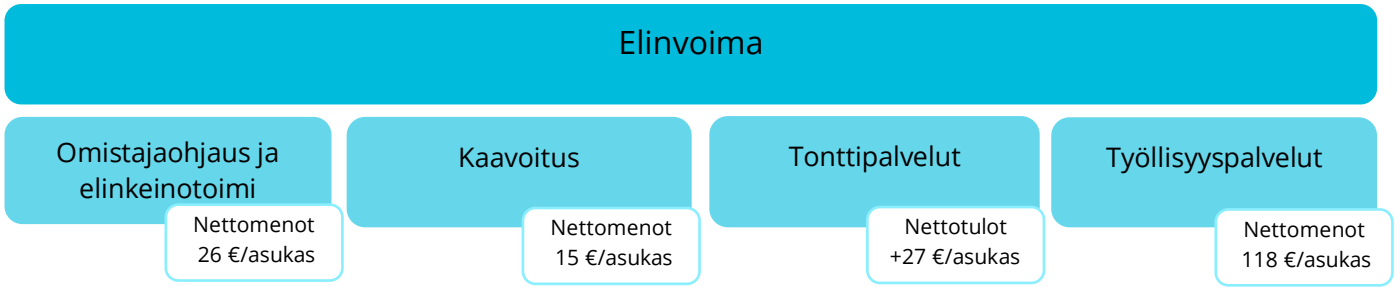 Elinvoima
Omistajaohjaus ja
elinkeinotoimi
Nettomenot
26 €/asukas
Kaavoitus
Nettomenot
15 €/asukas
Tonttipalvelut
Nettotulot
+27 €/asukas
Työllisyyspalvelut
Nettomenot
118 €/asukas